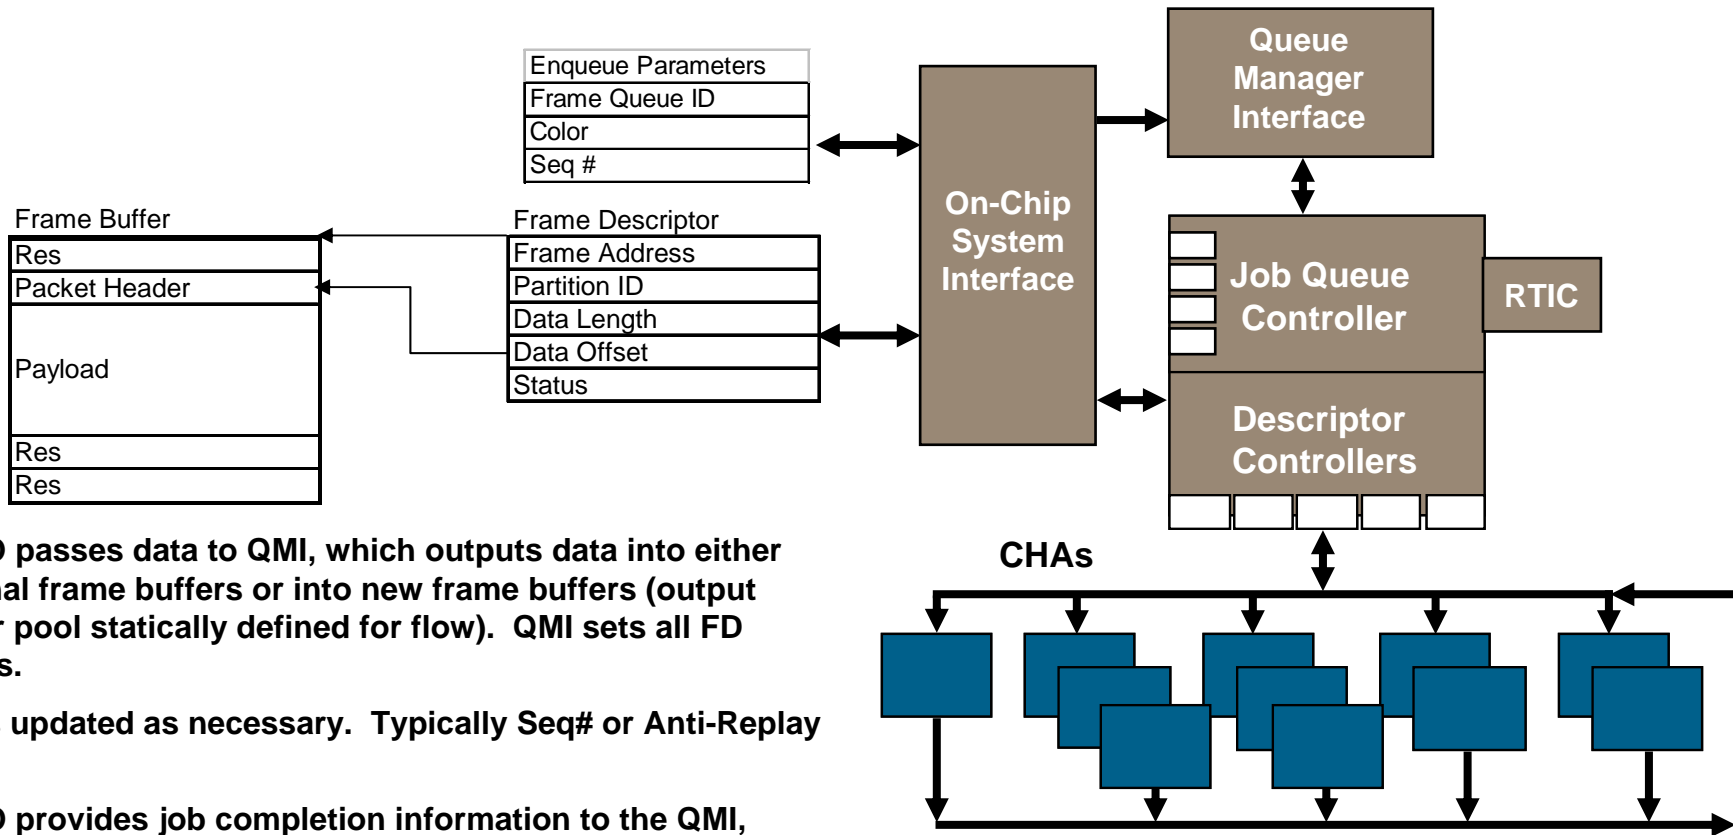 Enqueue Parameters
Frame Queue ID
Color
Seq #
Frame Buffer
Res
Packet Header
Payload
Res
Res
Frame Descriptor
Frame Address
Partition ID
Data Length
Data Offset
Status
On-Chip
System
Interface
Queue
Manager
Interface
Job Queue
Controller
RTIC
Descriptor
Controllers
CHAs
passes data to QMI, which outputs data into either
frame buffers or into new frame buffers (output
pool statically defined for flow). QMI sets all FD
updated as necessary. Typically Seq# or Anti-Replay
provides job completion information to the QMI,